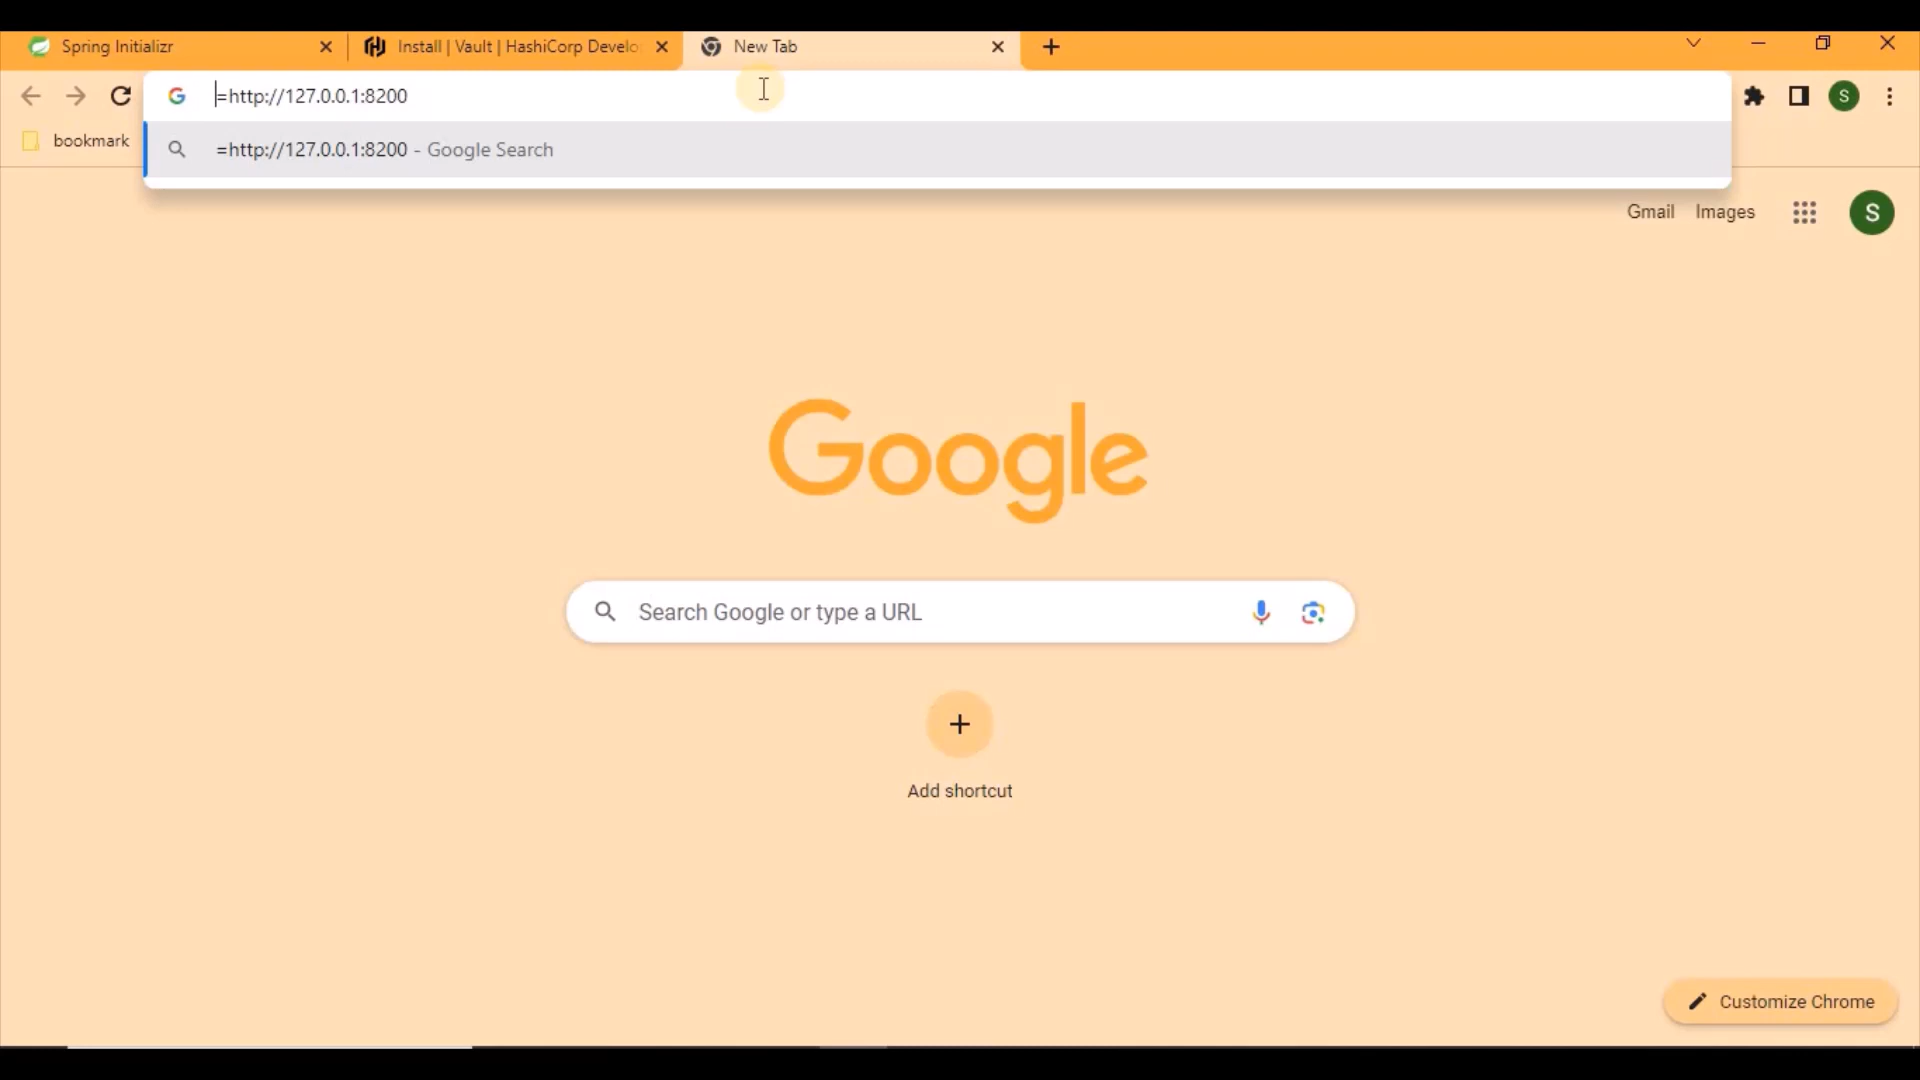 Spring Initializr
Install | Vault | HashiCorp Develo
New Tab
=http://127.0.0.1:8200
S
bookmark
=http://127.0.0.1:8200 - Google Search
Gmail
Images
S
Google
Search Google or type a URL
Add shortcut
Customize Chrome